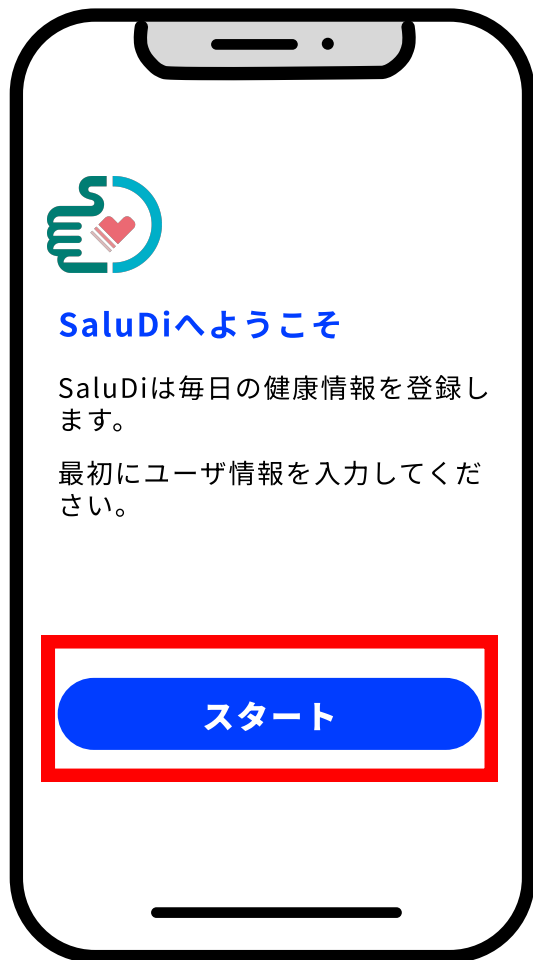 SaluDiへようこそ
SaluDiは毎日の健康情報を登録し
ます。
最初にユーザ情報を入力してくだ
さい。
スタート